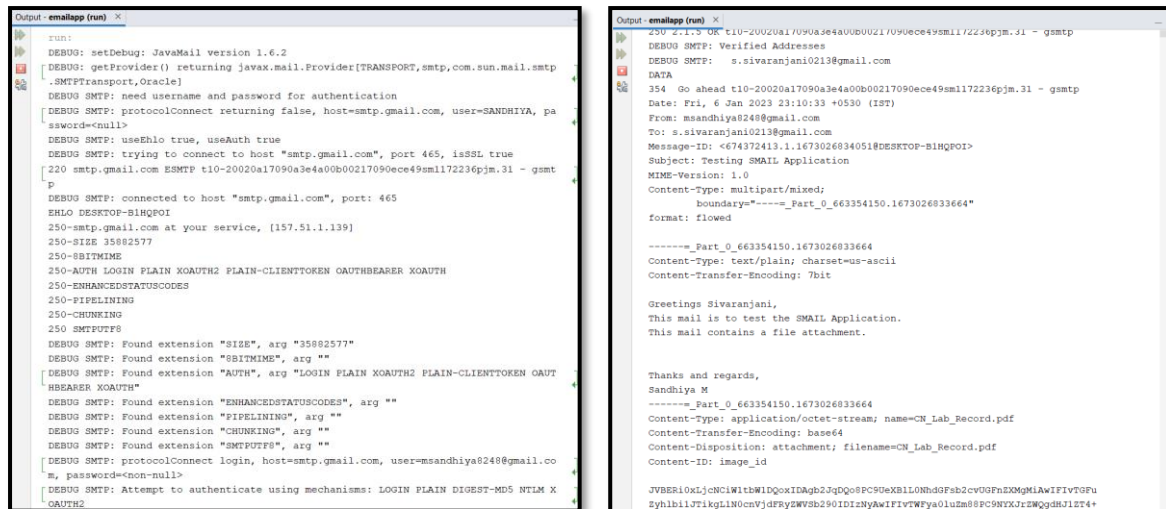 Output - emailapp (run) ×
run:
DEBUG: setDebug: JavaMail version 1.6.2
DEBUG: getProvider() returning javax.mail.Provider[TRANSPORT,smtp,com.sun.mail.smtp
.SMTPTransport,Oracle]
DEBUG SMTP: need username and password for authentication
DEBUG SMTP: protocolConnect returning false, host=smtp.gmail.com, user=SANDHIYA, pa
ssword=<null>
DEBUG SMTP: useEhlo true, useAuth true
DEBUG SMTP: trying to connect to host "smtp.gmail.com", port 465, isSSL true
220 smtp.gmail.com ESMTP t10-20020a17090a3e4a00b00217090ece49sm1172236pjm.31 - gsmt
p
DEBUG SMTP: connected to host "smtp.gmail.com", port: 465
EHLO DESKTOP-B1HQPOI
250-smtp.gmail.com at your service, [157.51.1.139]
250-SIZE 35882577
250-8BITMIME
250-AUTH LOGIN PLAIN XOAUTH2 PLAIN-CLIENTTOKEN OAUTHBEARER XOAUTH
250-ENHANCEDSTATUSCODES
250-PIPELINING
250-CHUNKING
250 SMTPUTF8
DEBUG SMTP: Found extension "SIZE", arg "35882577"
DEBUG SMTP: Found extension "8BITMIME", arg ""
DEBUG SMTP: Found extension "AUTH", arg "LOGIN PLAIN XOAUTH2 PLAIN-CLIENTTOKEN OAUT
HBEARER XOAUTH"
DEBUG SMTP: Found extension "ENHANCEDSTATUSCODES", arg ""
DEBUG SMTP: Found extension "PIPELINING", arg ""
DEBUG SMTP: Found extension "CHUNKING", arg ""
DEBUG SMTP: Found extension "SMTPUTF8", arg ""
DEBUG SMTP: protocolConnect login, host=smtp.gmail.com, user=msandhiya8248@gmail.co
m, password=<non-null>
DEBUG SMTP: Attempt to authenticate using mechanisms: LOGIN PLAIN DIGEST-MD5 NTLM X
OAUTH2
Output - emailapp (run) ×
250 2.1.5 OK t10-20020a17090a3e4a00b00217090ece49sm1172236pjm.31 - gsmtp
DEBUG SMTP: Verified Addresses
DEBUG SMTP:   s.sivaranjani0213@gmail.com
DATA
354  Go ahead t10-20020a17090a3e4a00b00217090ece49sm1172236pjm.31 - gsmtp
Date: Fri, 6 Jan 2023 23:10:33 +0530 (IST)
From: msandhiya8248@gmail.com
To: s.sivaranjani0213@gmail.com
Message-ID: <674372413.1.1673026834051@DESKTOP-B1HQPOI>
Subject: Testing SMAIL Application
MIME-Version: 1.0
Content-Type: multipart/mixed;
boundary="----=_Part_0_663354150.1673026833664"
format: flowed
------=_Part_0_663354150.1673026833664
Content-Type: text/plain; charset=us-ascii
Content-Transfer-Encoding: 7bit
Greetings Sivaranjani,
This mail is to test the SMAIL Application.
This mail contains a file attachment.
Thanks and regards,
Sandhiya M
------=_Part_0_663354150.1673026833664
Content-Type: application/octet-stream; name=CN_Lab_Record.pdf
Content-Transfer-Encoding: base64
Content-Disposition: attachment; filename=CN_Lab_Record.pdf
Content-ID: image_id